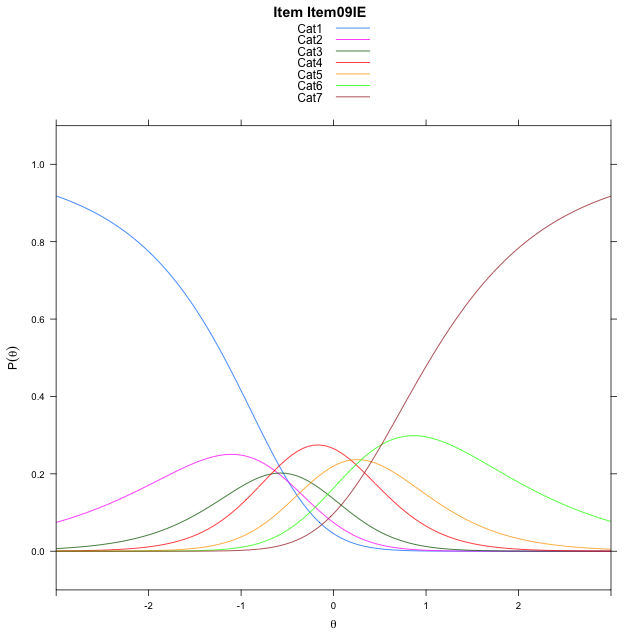 Item Item09IE
Cat1
Cat2
Cat3
Cat4
Cat5
Cat6
Cat7
1.0
0.8
0.6
0.4
0.2
0.0
P(θ)
-2 -1 0 1 2
θ